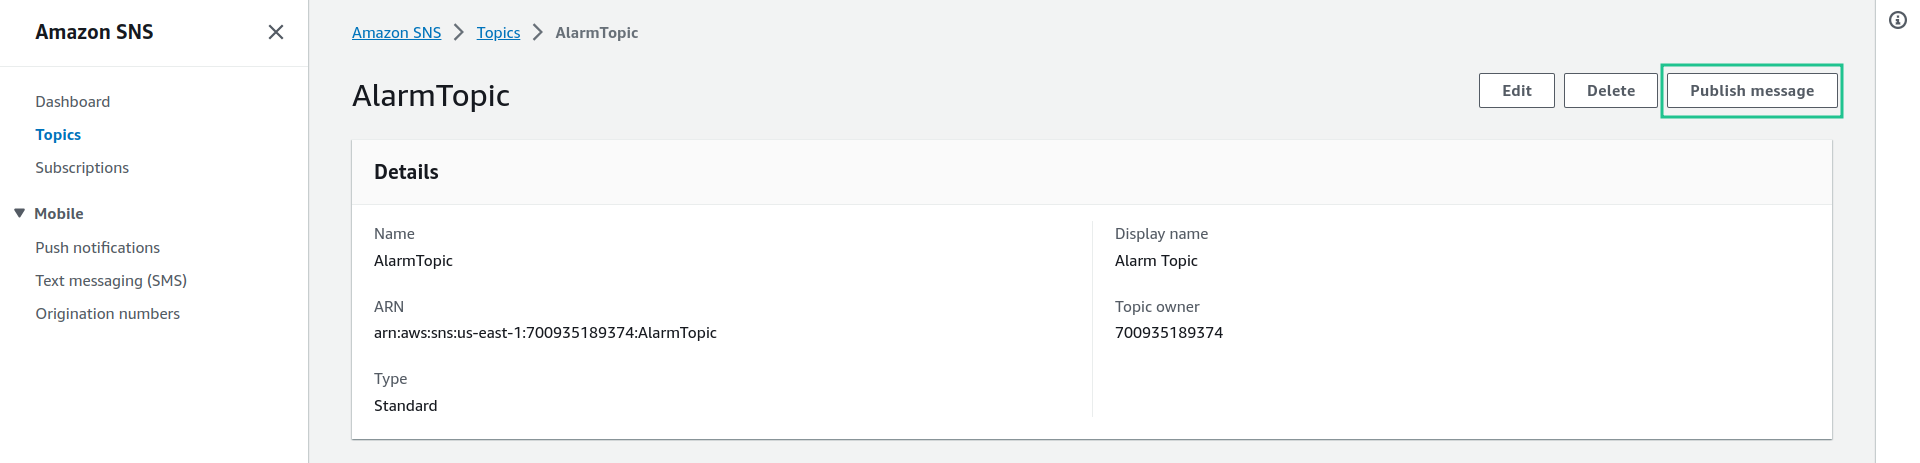 Amazon SNS
Dashboard
Topics
Subscriptions
Mobile
Push notifications
Text messaging (SMS)
Origination numbers
Amazon SNS Topics AlarmTopic
AlarmTopic
Edit Delete Publish message
Details
Name
AlarmTopic
ARN
arn:aws:sns:us-east-1:700935189374:AlarmTopic
Type
Standard
Display name
Alarm Topic
Topic owner
700935189374